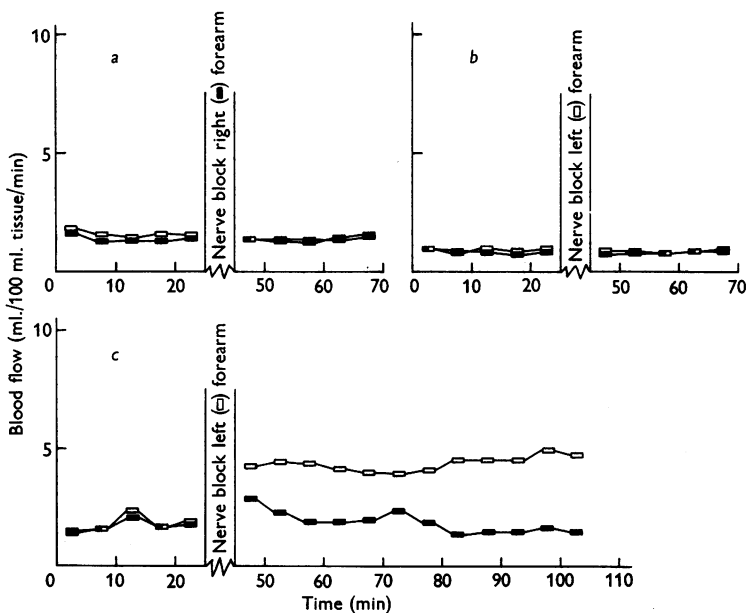 Blood flow (ml./100 ml. tissue/min)
10
5
0
a
Nerve block right ( ) forearm
0 10 20 50 60 70
b
Nerve block left ( ) forearm
0 10 20 50 60 70
10
5
0
c
Nerve block left ( ) forearm
0 10 20 50 60 70 80 90 100 110
Time (min)